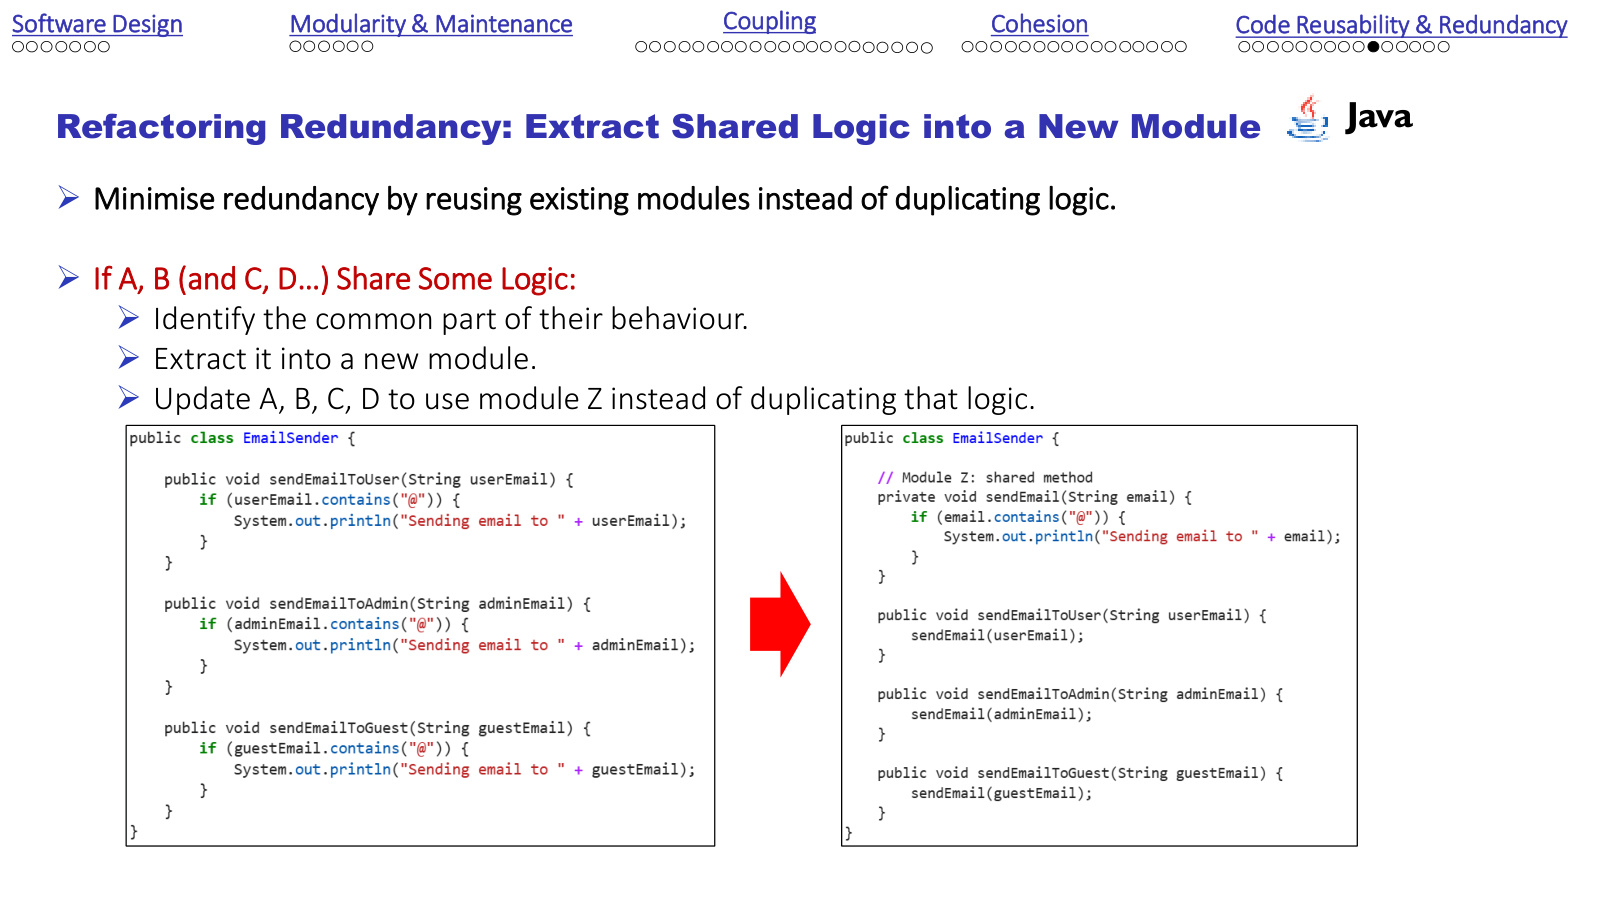 Software Design
Modularity & Maintenance
Coupling
Cohesion
Code Reusability & Redundancy
Refactoring Redundancy: Extract Shared Logic into a New Module
Java
Minimise redundancy by reusing existing modules instead of duplicating logic.
If A, B (and C, D…) Share Some Logic:
Identify the common part of their behaviour.
Extract it into a new module.
Update A, B, C, D to use module Z instead of duplicating that logic.
public class EmailSender {
    public void sendEmailToUser(String userEmail) {
        if (userEmail.contains("@")) {
            System.out.println("Sending email to " + userEmail);
        }
    }
    public void sendEmailToAdmin(String adminEmail) {
        if (adminEmail.contains("@")) {
            System.out.println("Sending email to " + adminEmail);
        }
    }
    public void sendEmailToGuest(String guestEmail) {
        if (guestEmail.contains("@")) {
            System.out.println("Sending email to " + guestEmail);
        }
    }
}
public class EmailSender {
    // Module Z: shared method
    private void sendEmail(String email) {
        if (email.contains("@")) {
            System.out.println("Sending email to " + email);
        }
    }
    public void sendEmailToUser(String userEmail) {
        sendEmail(userEmail);
    }
    public void sendEmailToAdmin(String adminEmail) {
        sendEmail(adminEmail);
    }
    public void sendEmailToGuest(String guestEmail) {
        sendEmail(guestEmail);
    }
}